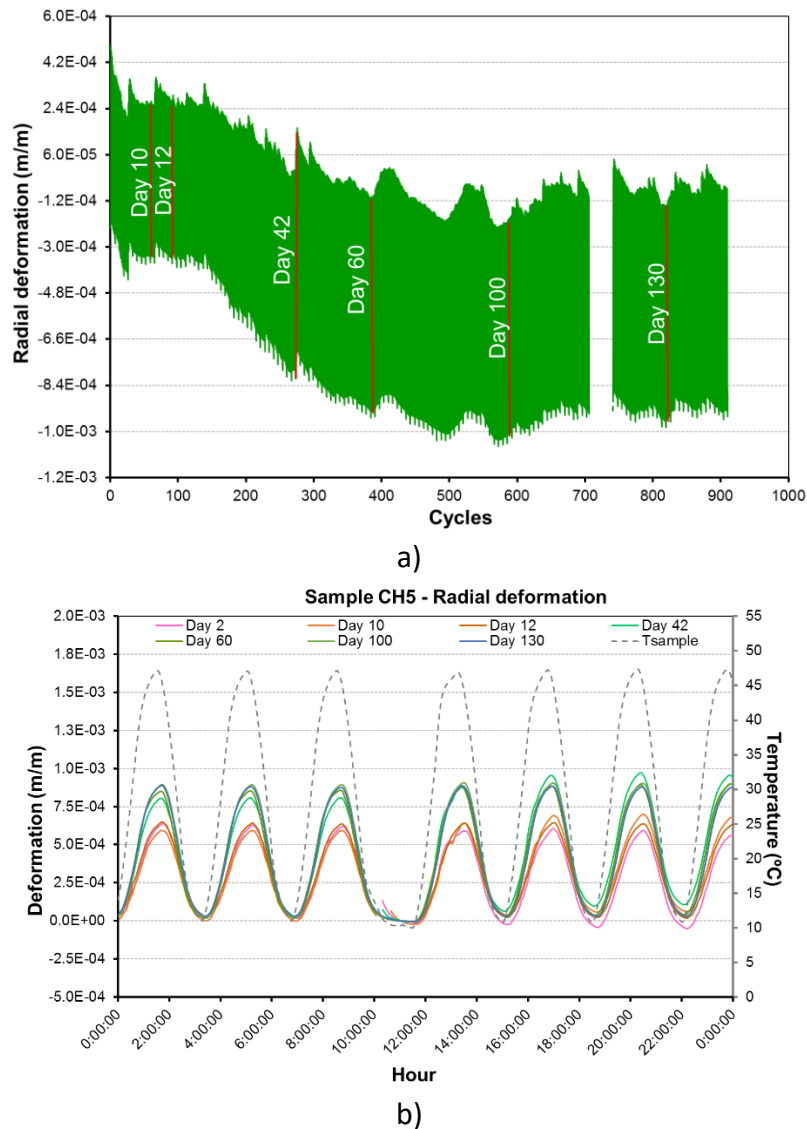 6.0E-04
4.2E-04
2.4E-04
6.0E-05
-1.2E-04
-3.0E-04
-4.8E-04
-6.6E-04
-8.4E-04
-1.0E-03
-1.2E-03
Radial deformation (m/m)
Day 10
Day 12
Day 42
Day 60
Day 100
Day 130
0 100 200 300 400 500 600 700 800 900 1000
Cycles
a)
Sample CH5 - Radial deformation
Day 2 Day 10 Day 12 Day 42
Day 60 Day 100 Day 130 Tsample
2.0E-03
1.8E-03
1.5E-03
1.3E-03
1.0E-03
7.5E-04
5.0E-04
2.5E-04
0.0E+00
-2.5E-04
-5.0E-04
Deformation (m/m)
55
50
45
40
35
30
25
20
15
10
5
0
Temperature (ºC)
0:00:00 2:00:00 4:00:00 6:00:00 8:00:00 10:00:00 12:00:00 14:00:00 16:00:00 18:00:00 20:00:00 22:00:00 0:00:00
Hour
b)